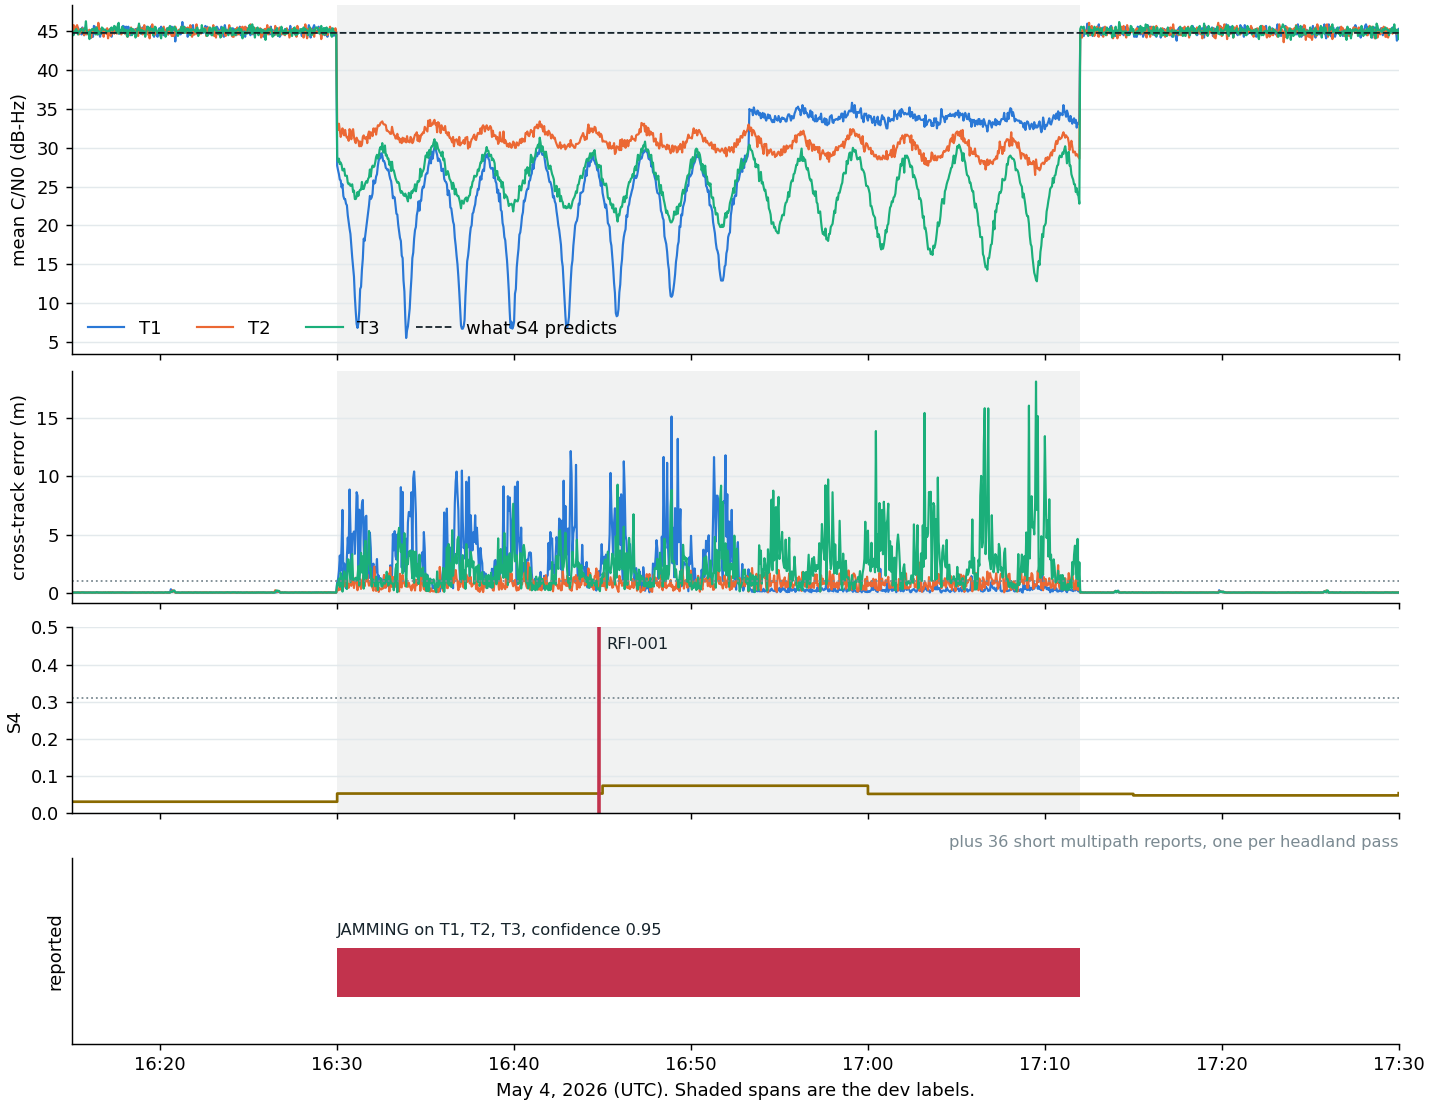 45
40
35
30
25
20
15
10
5
mean C/N0 (dB-Hz)
T1 T2 T3 what S4 predicts
15
10
5
0
cross-track error (m)
0.5
0.4
0.3
0.2
0.1
0.0
S4
RFI-001
plus 36 short multipath reports, one per headland pass
reported
JAMMING on T1, T2, T3, confidence 0.95
16:20 16:30 16:40 16:50 17:00 17:10 17:20 17:30
May 4, 2026 (UTC). Shaded spans are the dev labels.